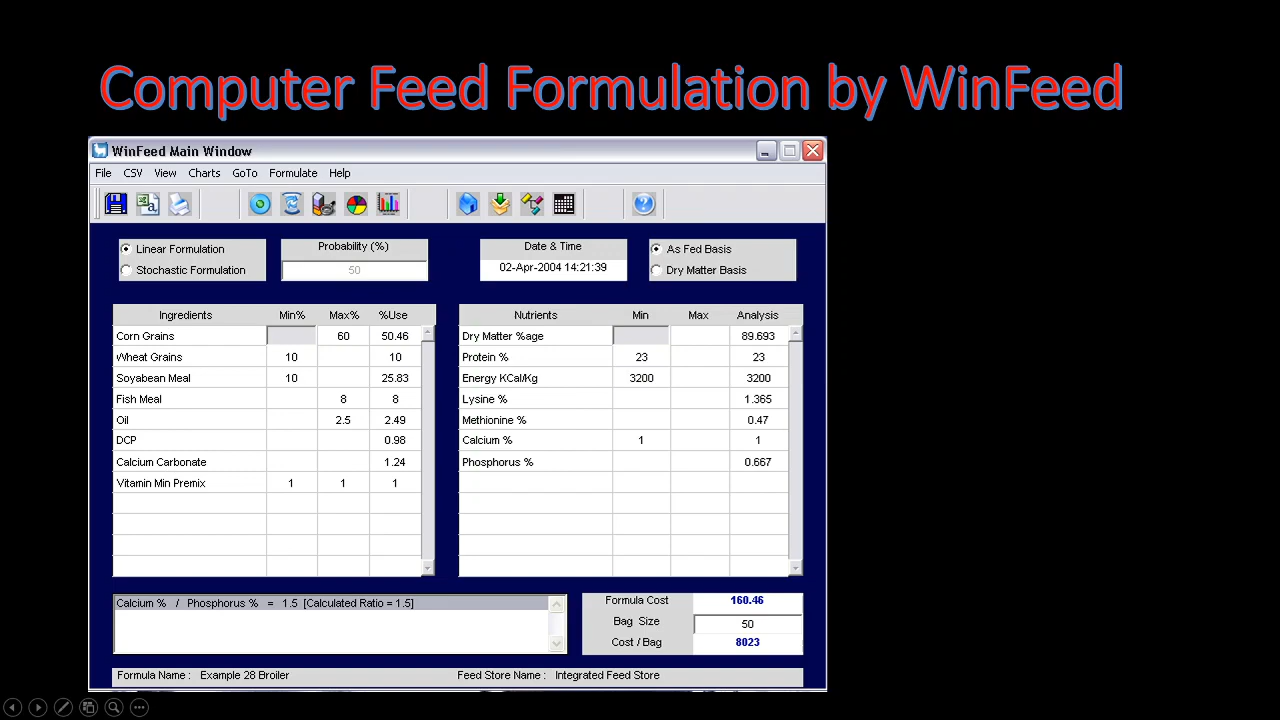 Computer Feed Formulation by WinFeed
WinFeed Main Window
File CSV View Charts GoTo Formulate Help
Linear Formulation Probability (%) Date & Time As Fed Basis
Stochastic Formulation 50 02-Apr-2004 14:21:39 Dry Matter Basis
Ingredients Min% Max% %Use Nutrients Min Max Analysis
Corn Grains 60 50.46 Dry Matter %age 89.693
Wheat Grains 10 10 Protein % 23 23
Soyabean Meal 10 25.83 Energy KCal/Kg 3200 3200
Fish Meal 8 8 Lysine % 1.365
Oil 2.5 2.49 Methionine % 0.47
DCP 0.98 Calcium % 1 1
Calcium Carbonate 1.24 Phosphorus % 0.667
Vitamin Min Premix 1 1 1
Calcium % / Phosphorus % = 1.5 [Calculated Ratio = 1.5] Formula Cost 160.46
Bag Size 50
Cost / Bag 8023
Formula Name : Example 28 Broiler Feed Store Name : Integrated Feed Store